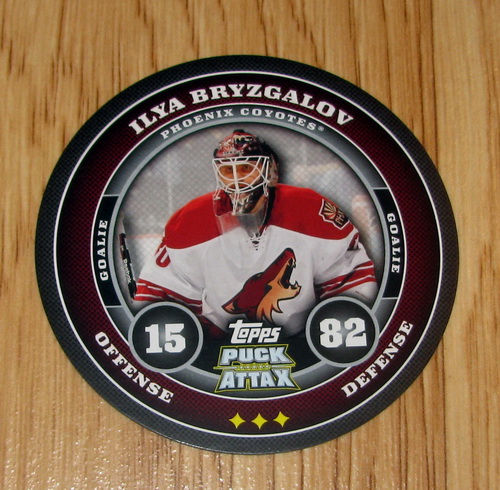 ILYA BRYZGALOV
PHOENIX COYOTES®
GOALIE
GOALIE
15
82
Topps
PUCK
ATTAX
OFFENSE
DEFENSE